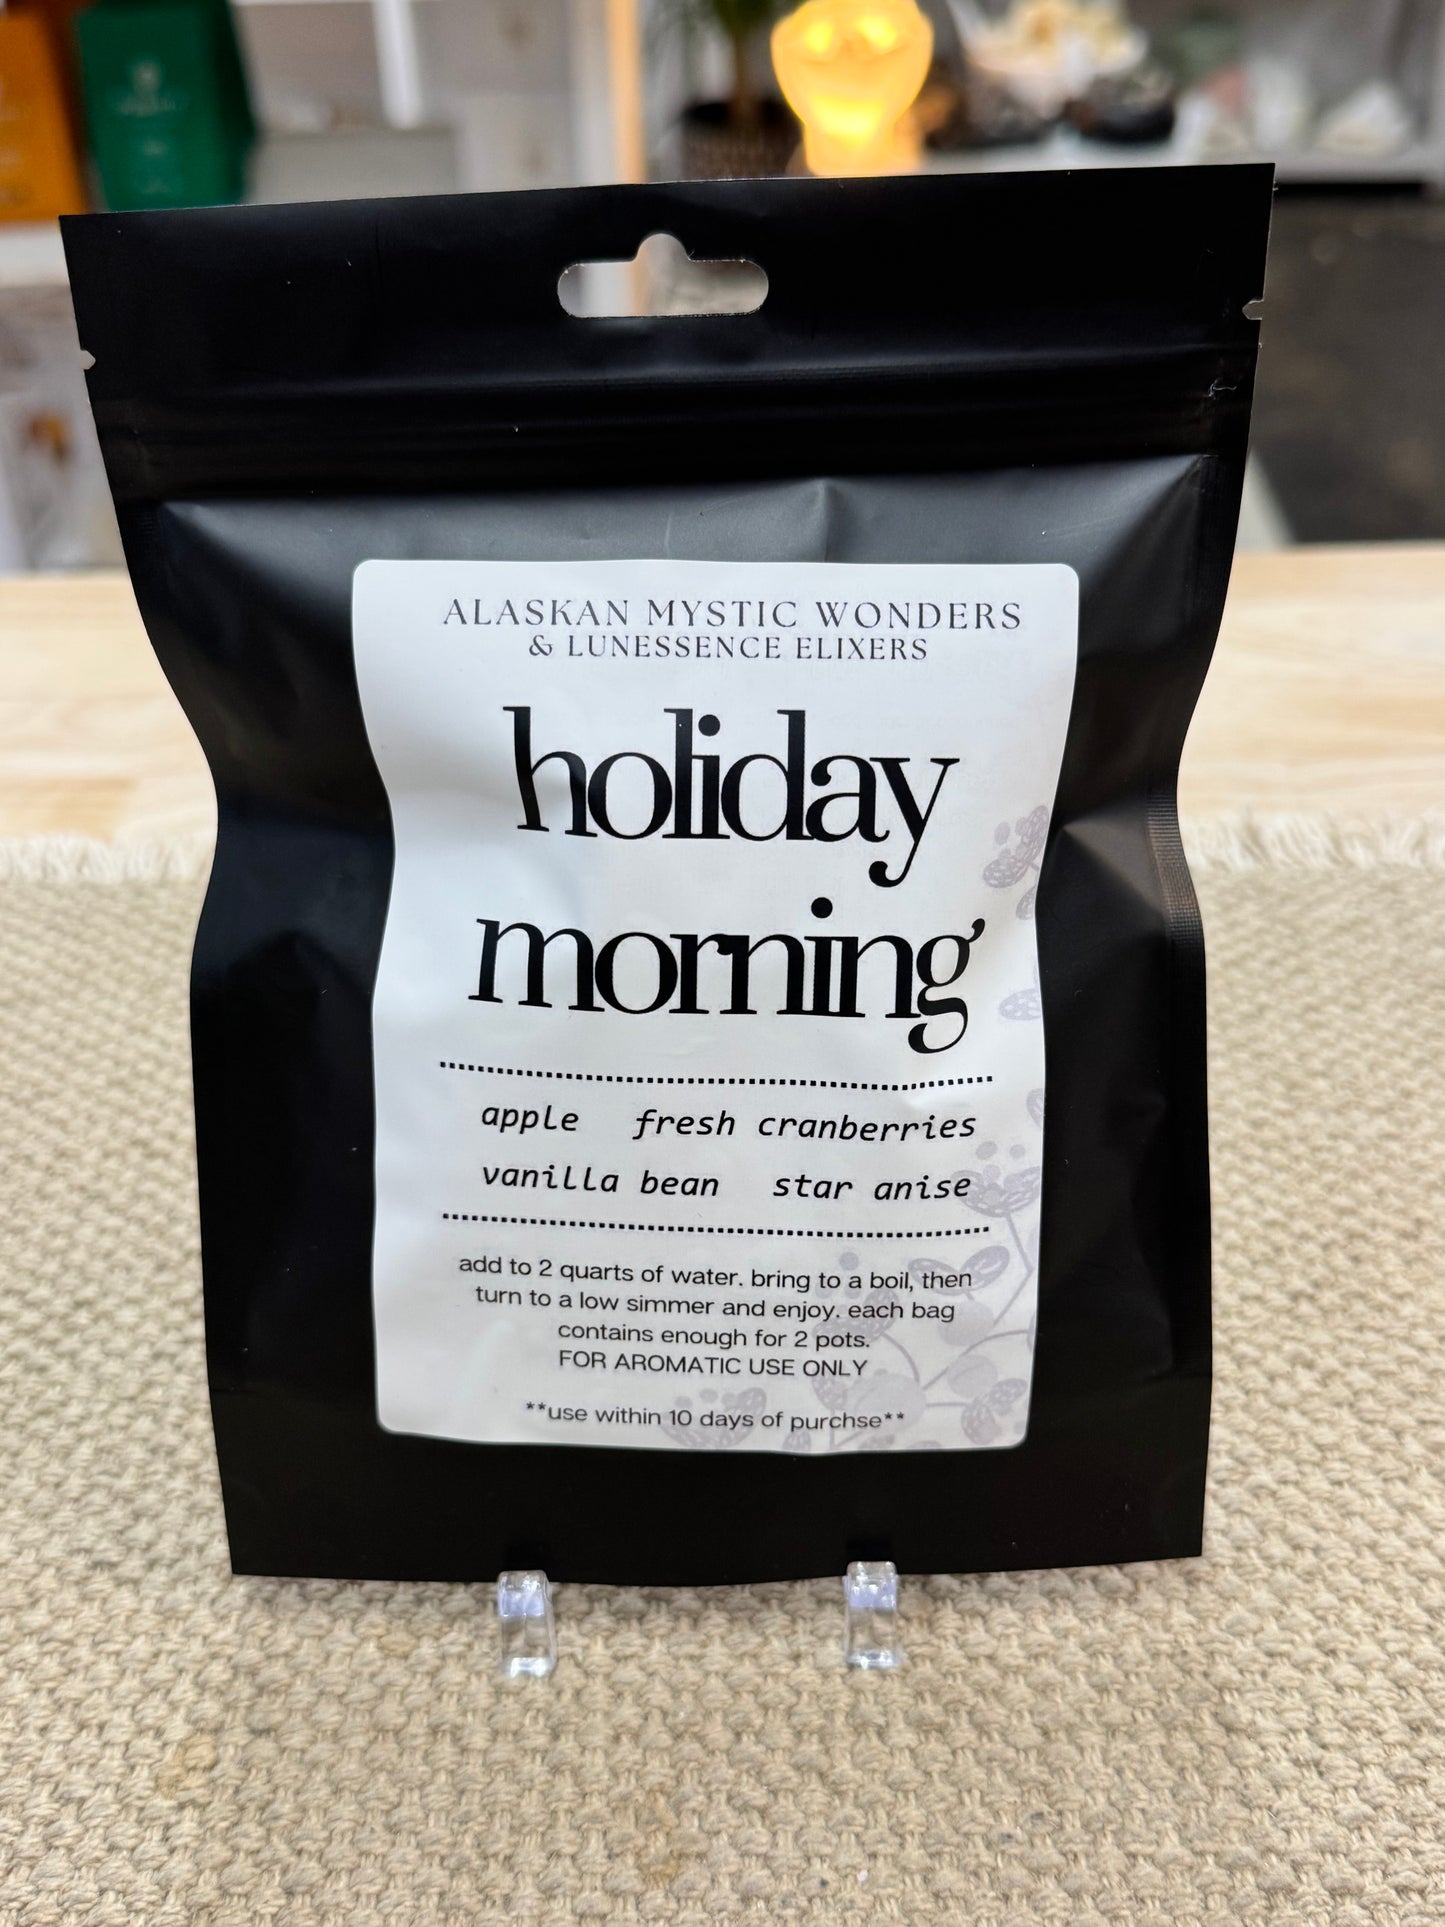 ALASKAN MYSTIC WONDERS
& LUNESSENCE ELIXERS
holiday
morning
apple fresh cranberries
vanilla bean star anise
add to 2 quarts of water. bring to a boil, then
turn to a low simmer and enjoy. each bag
contains enough for 2 pots.
FOR AROMATIC USE ONLY
**use within 10 days of purchse**